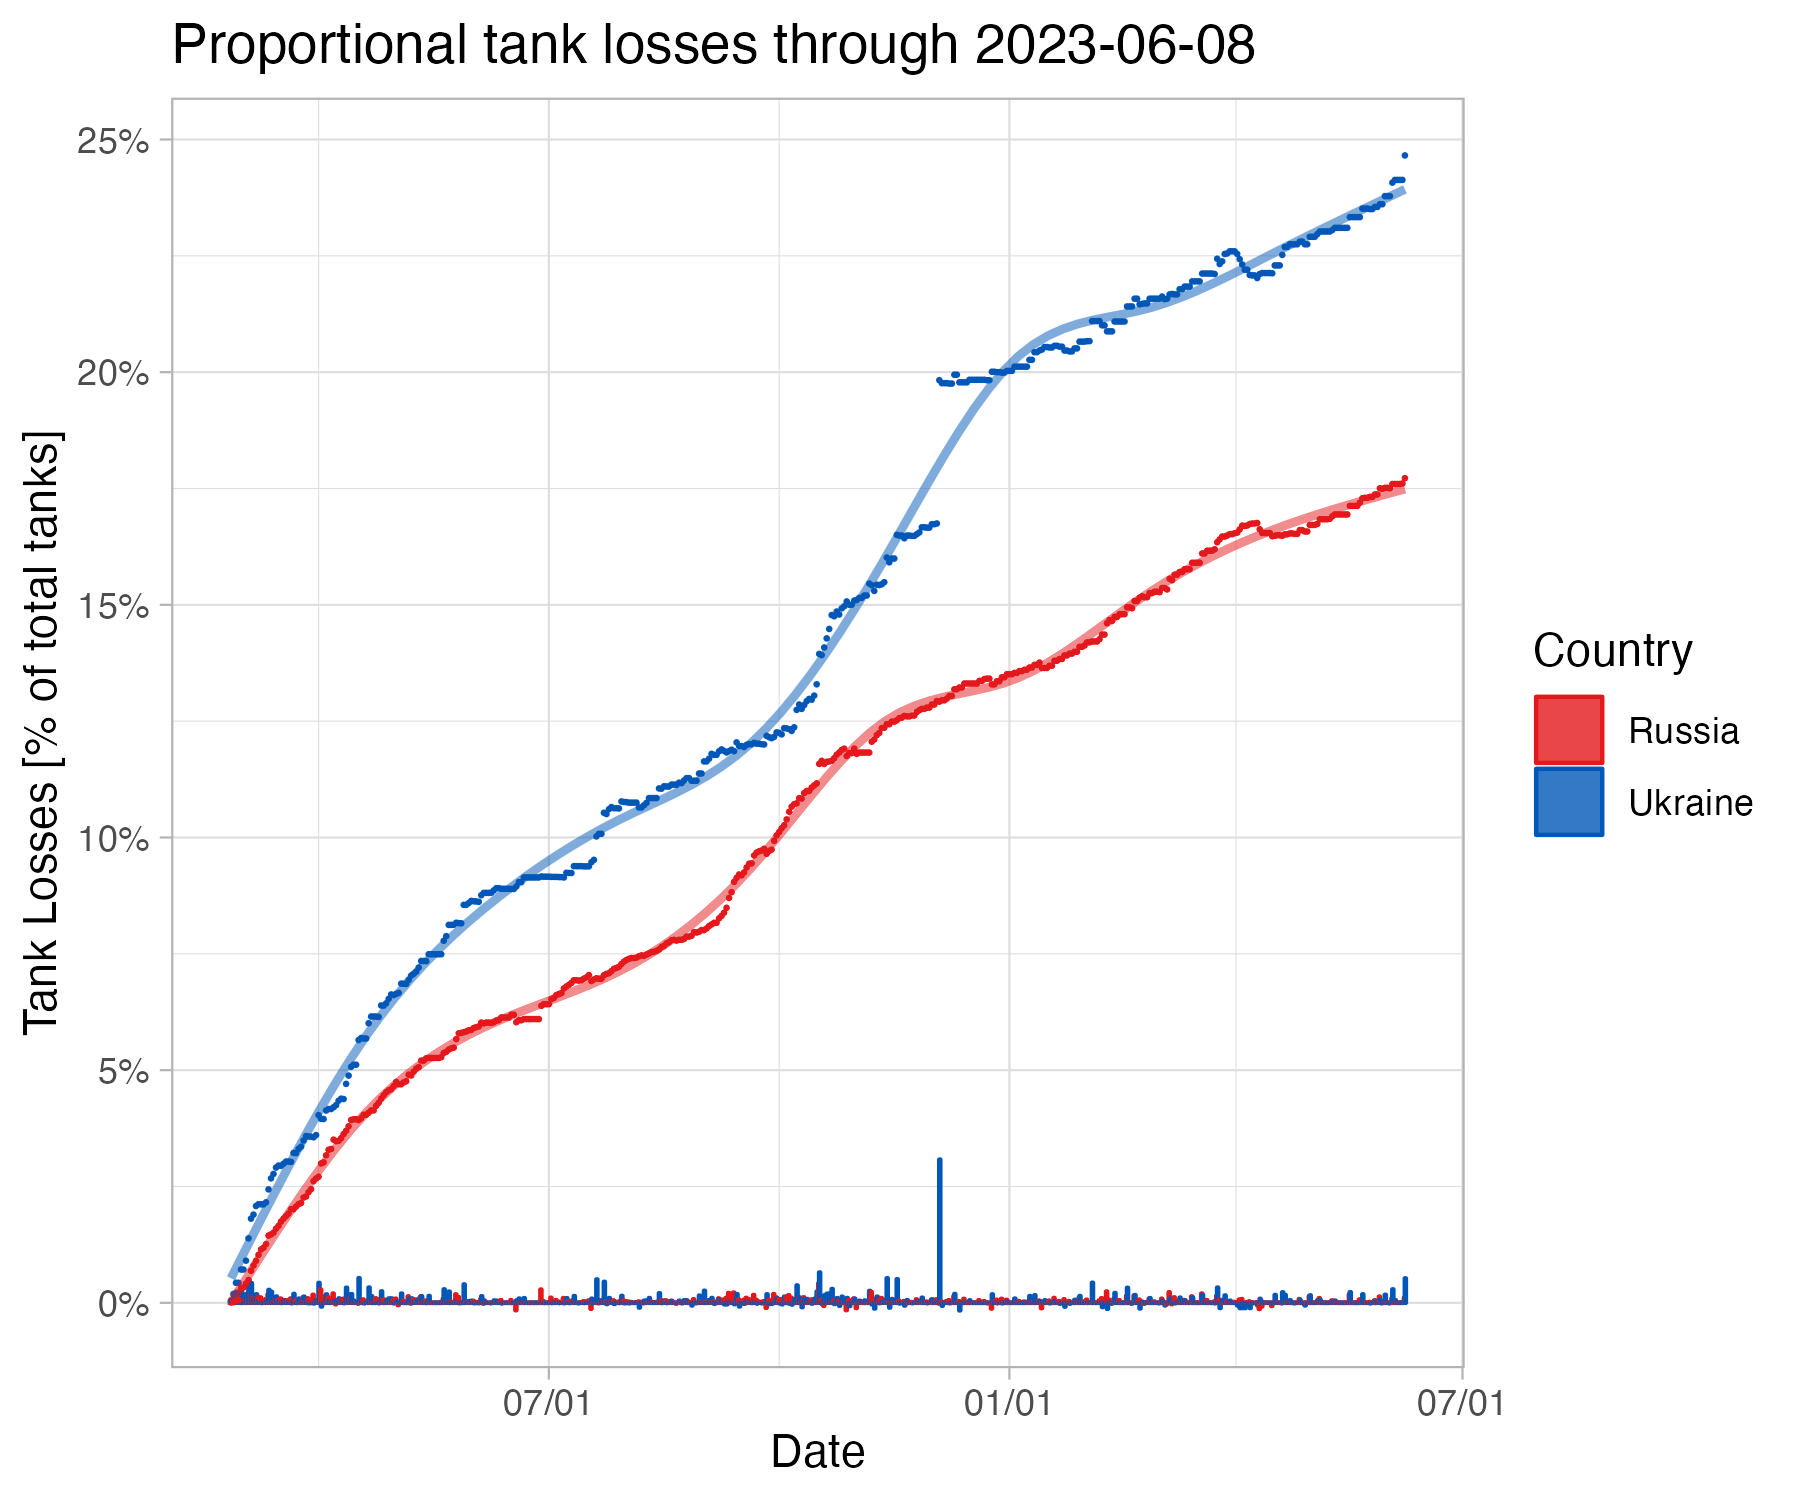 Proportional tank losses through 2023-06-08
Tank Losses [% of total tanks]
25%
20%
15%
10%
5%
0%
07/01
01/01
07/01
Date
Country
Russia
Ukraine